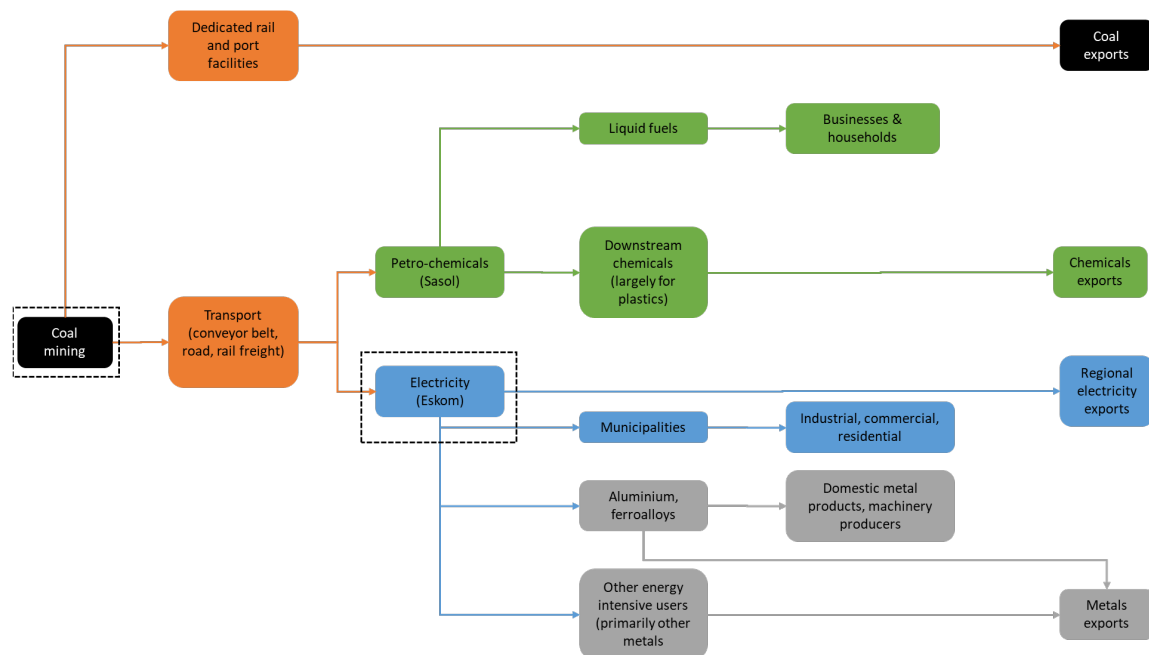 Dedicated rail
and port
facilities
Coal
exports
Liquid fuels
Businesses &
households
Petro-chemicals
(Sasol)
Downstream
chemicals
(largely for
plastics)
Chemicals
exports
Coal
mining
Transport
(conveyor belt,
road, rail freight)
Electricity
(Eskom)
Regional
electricity
exports
Municipalities
Industrial, commercial,
residential
Aluminium,
ferroalloys
Domestic metal
products, machinery
producers
Other energy
intensive users
(primarily other
metals
Metals
exports